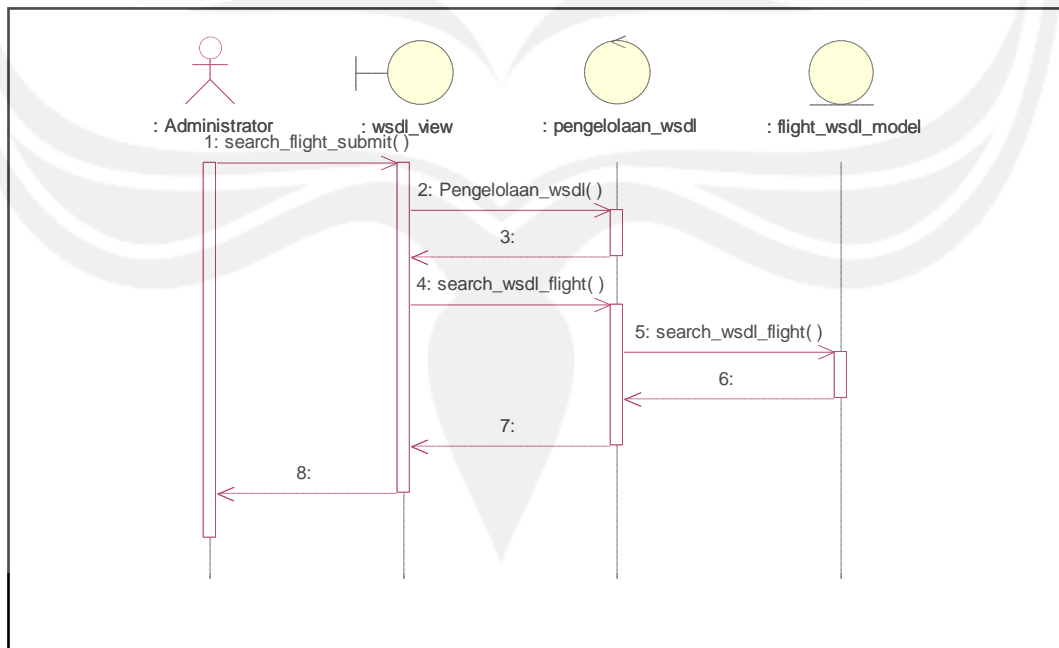 : Administrator
: wsdl_view
: pengelolaan_wsdl
: flight_wsdl_model
1: search_flight_submit( )
2: Pengelolaan_wsdl( )
3:
4: search_wsdl_flight( )
5: search_wsdl_flight( )
6:
7:
8: